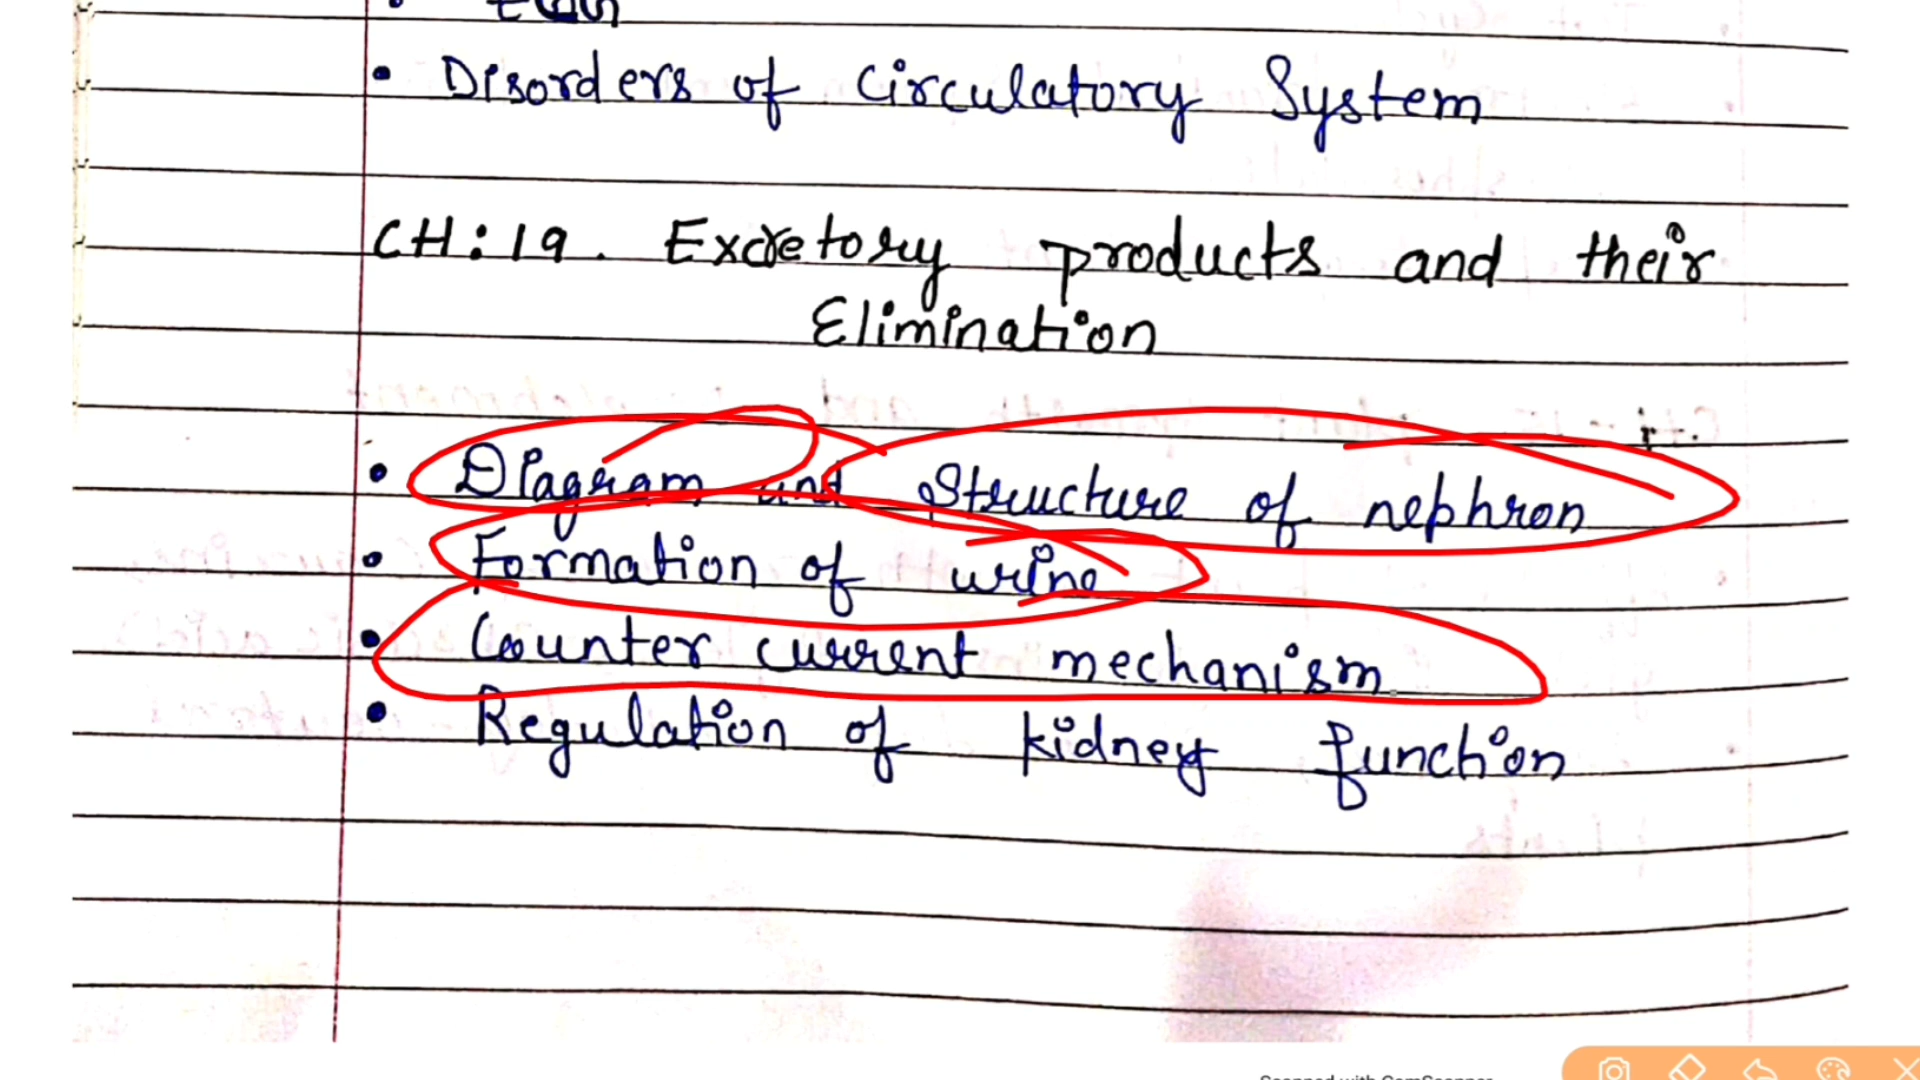 • Disorders of Circulatory System
CH:19. Excretory products and their
Elimination
• Diagram and Structure of nephron
• Formation of urine
• Counter current mechanism.
• Regulation of kidney function